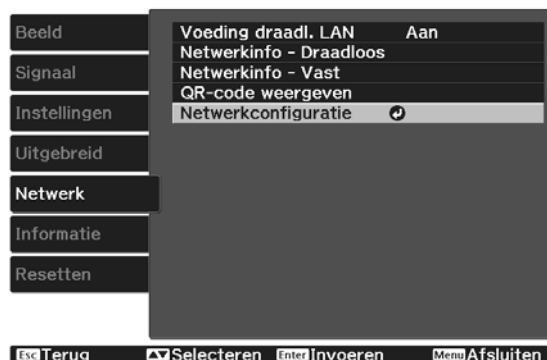 Beeld
Signaal
Instellingen
Uitgebreid
Netwerk
Informatie
Resetten
Voeding draadl. LAN Aan
Netwerkinfo - Draadloos
Netwerkinfo - Vast
QR-code weergeven
Netwerkconfiguratie
Esc Terug Selecteren Enter Invoeren Menu Afsluiten